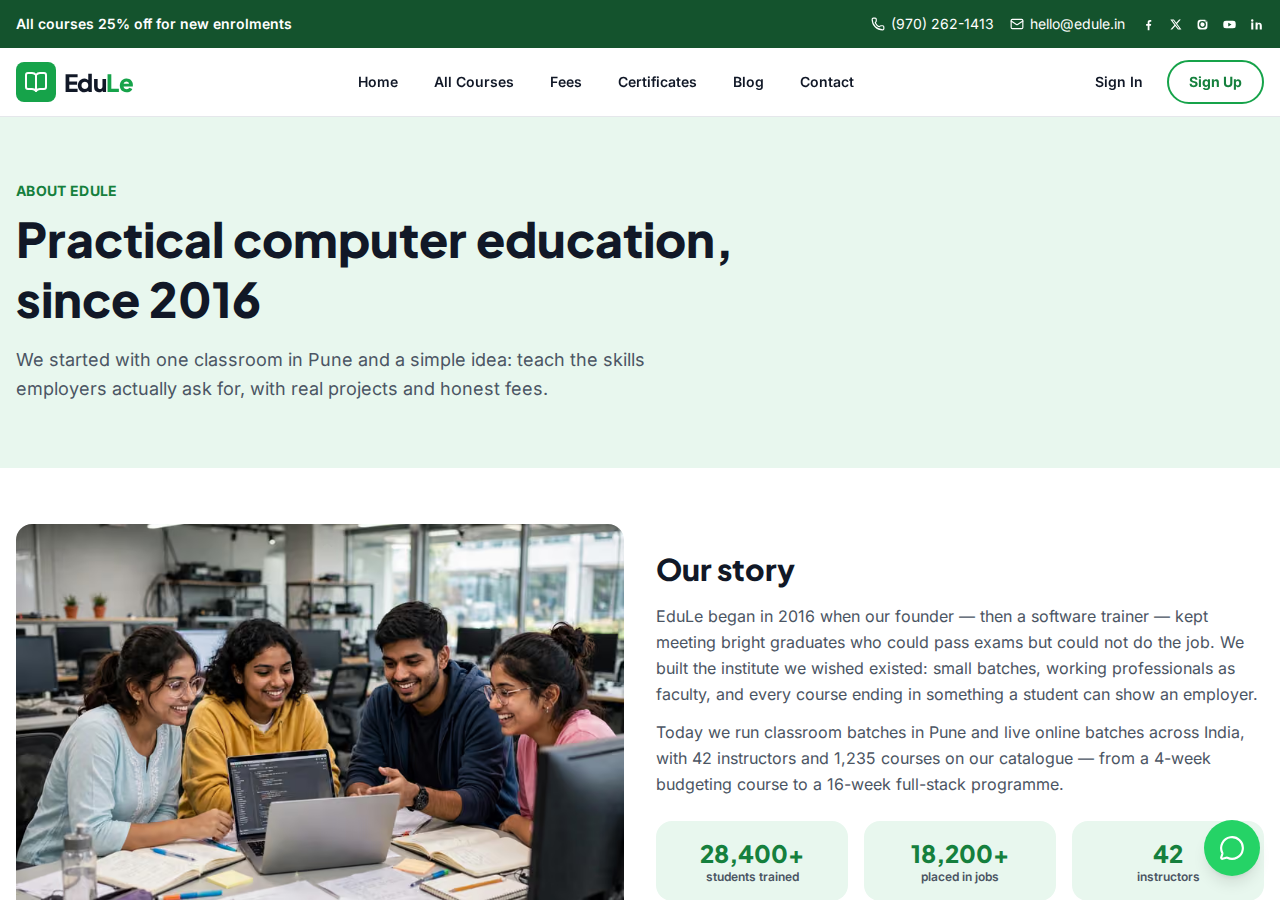 All courses 25% off for new enrolments
(970) 262-1413
hello@edule.in
EduLe
Home
All Courses
Fees
Certificates
Blog
Contact
Sign In
Sign Up
ABOUT EDULE
Practical computer education,
since 2016
We started with one classroom in Pune and a simple idea: teach the skills
employers actually ask for, with real projects and honest fees.
Our story
EduLe began in 2016 when our founder — then a software trainer — kept
meeting bright graduates who could pass exams but could not do the job. We
built the institute we wished existed: small batches, working professionals as
faculty, and every course ending in something a student can show an employer.
Today we run classroom batches in Pune and live online batches across India,
with 42 instructors and 1,235 courses on our catalogue — from a 4-week
budgeting course to a 16-week full-stack programme.
28,400+
students trained
18,200+
placed in jobs
42
instructors